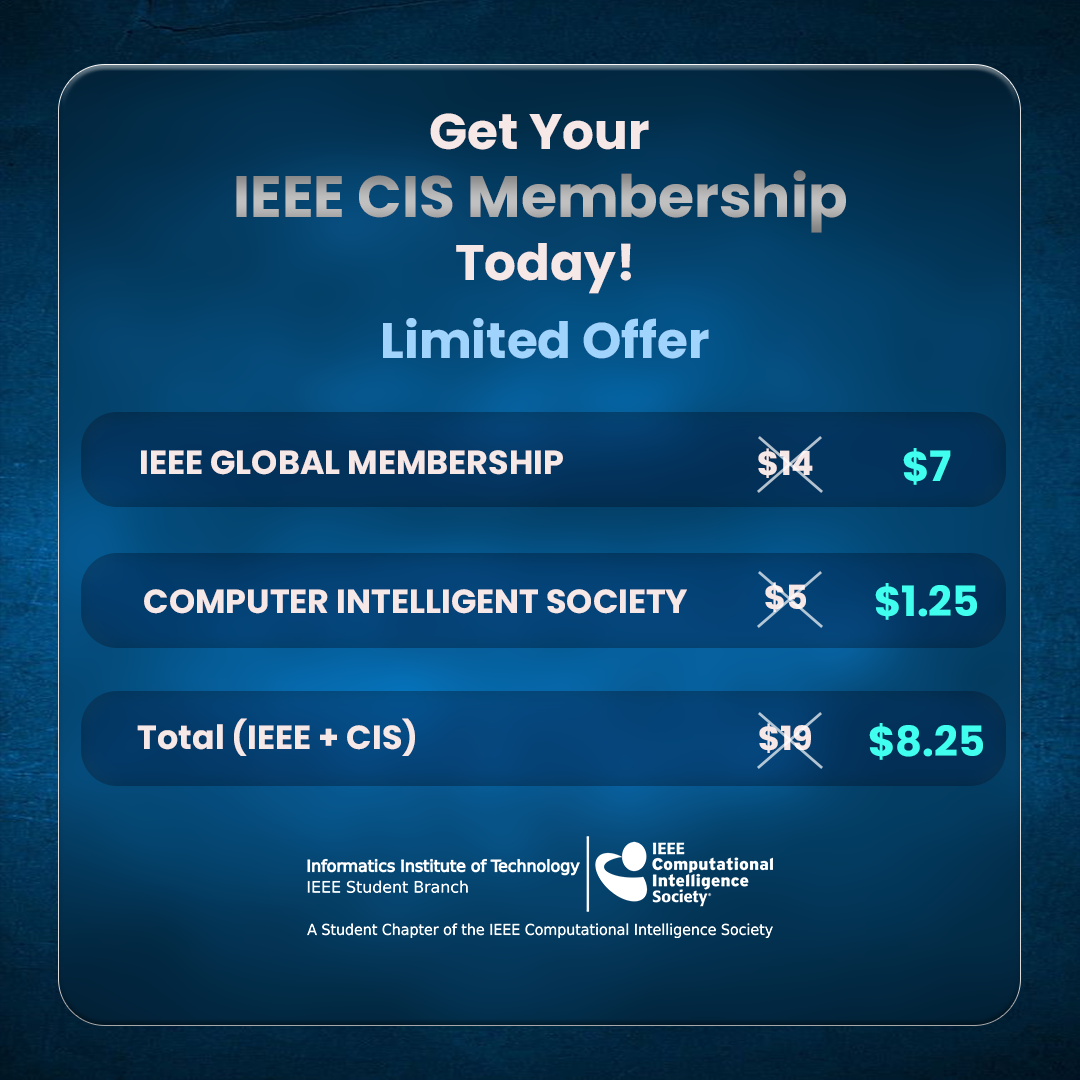 Get Your
IEEE CIS Membership
Today!
Limited Offer
IEEE GLOBAL MEMBERSHIP $14 $7
COMPUTER INTELLIGENT SOCIETY $5 $1.25
Total (IEEE + CIS) $19 $8.25
Informatics Institute of Technology
IEEE Student Branch
IEEE
Computational
Intelligence
Society
A Student Chapter of the IEEE Computational Intelligence Society